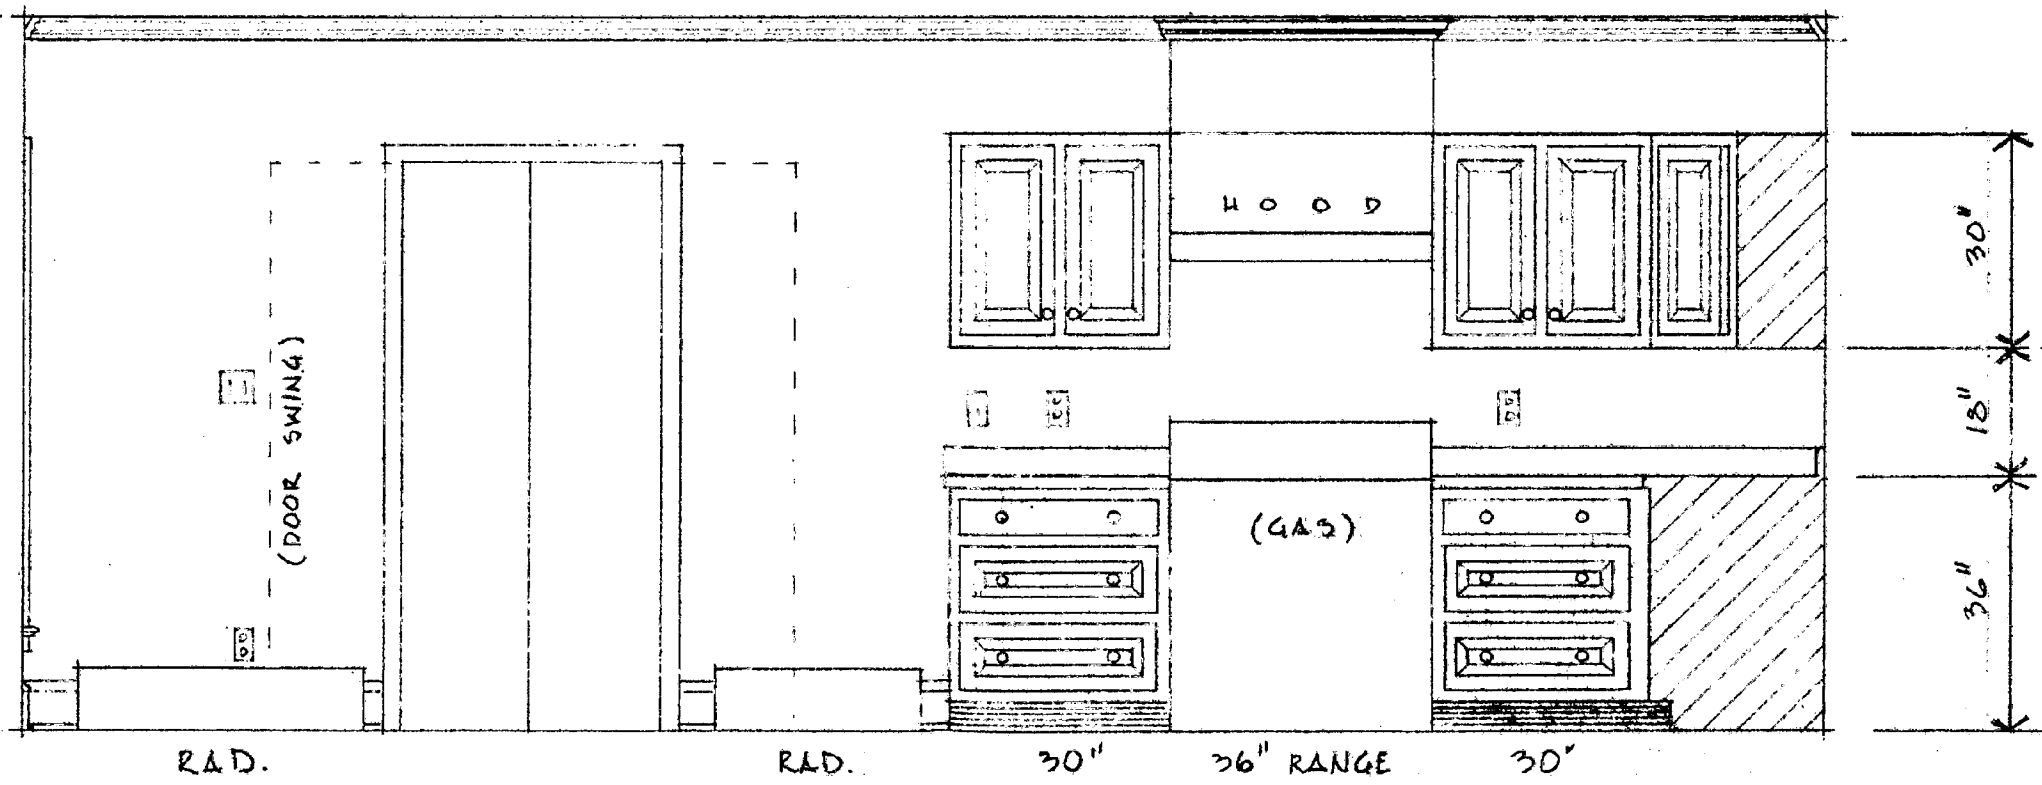 HOOD
30"
(DOOR SWING)
18"
(GAS)
36"
RAD.
RAD.
30"
36" RANGE
30"